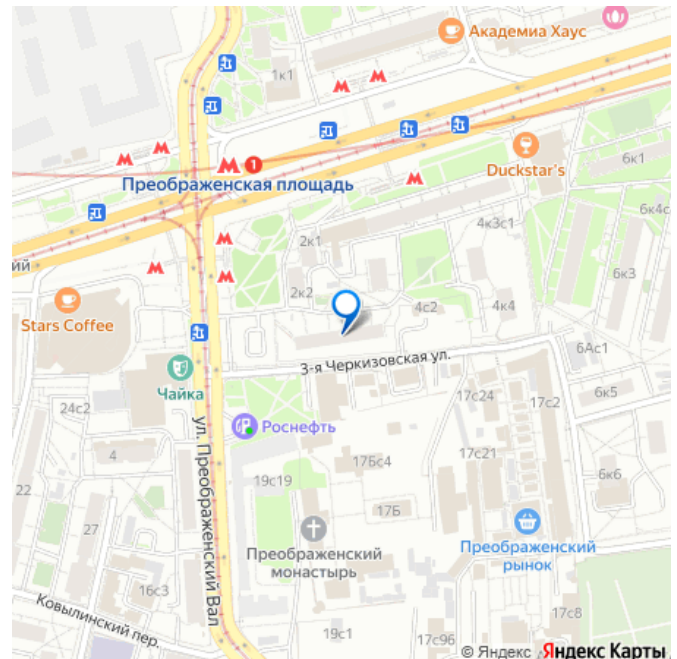 Академиа Хаус
1к1
1
Преображенская площадь
Duckstar's
6к1
6к4с
4к3с1
2к1
ий
6к3
2к2
4с2
4к4
Stars Coffee
3-я Черкизовская ул.
6Ас1
Чайка
6к5
17с24
17с2
24с2
Роснефть
ул. Преображенский Вал
4
17Бс4
17с21
19с19
6к6
22
17Б
27
Преображенский
монастырь
Преображенский
рынок
16с3
Ковылинский пер.
17с8
19с1
17с96
© Яндекс Яндекс Карты